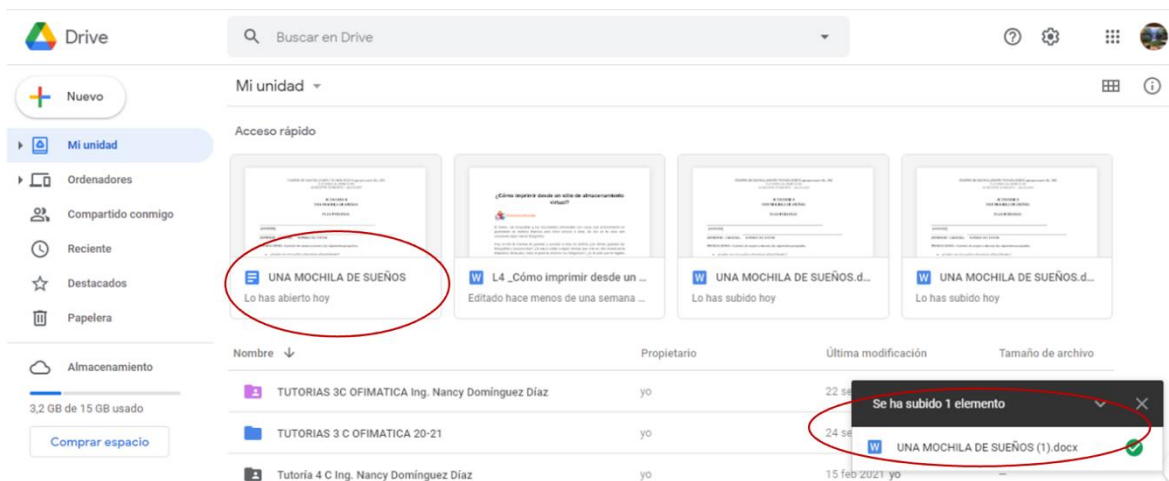 Drive
Buscar en Drive
Nuevo
Mi unidad
Mi unidad
Ordenadores
Compartido conmigo
Reciente
Destacados
Papelera
Almacenamiento
3,2 GB de 15 GB usado
Comprar espacio
Acceso rápido
¿Cómo imprimir desde un sitio de almacenamiento virtual?
UNA MOCHILA DE SUEÑOS
Lo has abierto hoy
L4 _Cómo imprimir desde un ...
Editado hace menos de una semana ...
UNA MOCHILA DE SUEÑOS.d...
Lo has subido hoy
UNA MOCHILA DE SUEÑOS.d...
Lo has subido hoy
Nombre Propietario Última modificación Tamaño de archivo
TUTORIAS 3C OFIMATICA Ing. Nancy Domínguez Díaz yo 22 se
TUTORIAS 3 C OFIMATICA 20-21 yo 24 se
Tutoría 4 C Ing. Nancy Domínguez Díaz yo 15 feb 2021 yo –
Se ha subido 1 elemento
UNA MOCHILA DE SUEÑOS (1).docx